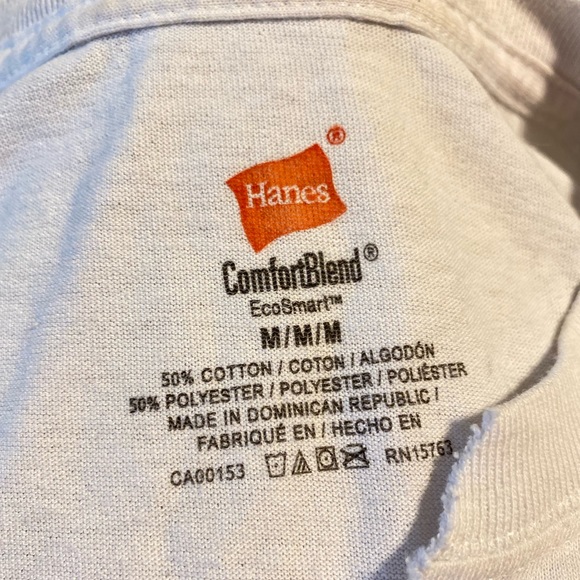 Hanes®
ComfortBlend®
EcoSmart™
M/M/M
50% COTTON / COTON / ALGODÓN
50% POLYESTER / POLYESTER / POLIÉSTER
MADE IN DOMINICAN REPUBLIC /
FABRIQUÉ EN / HECHO EN
CA00153 RN15763